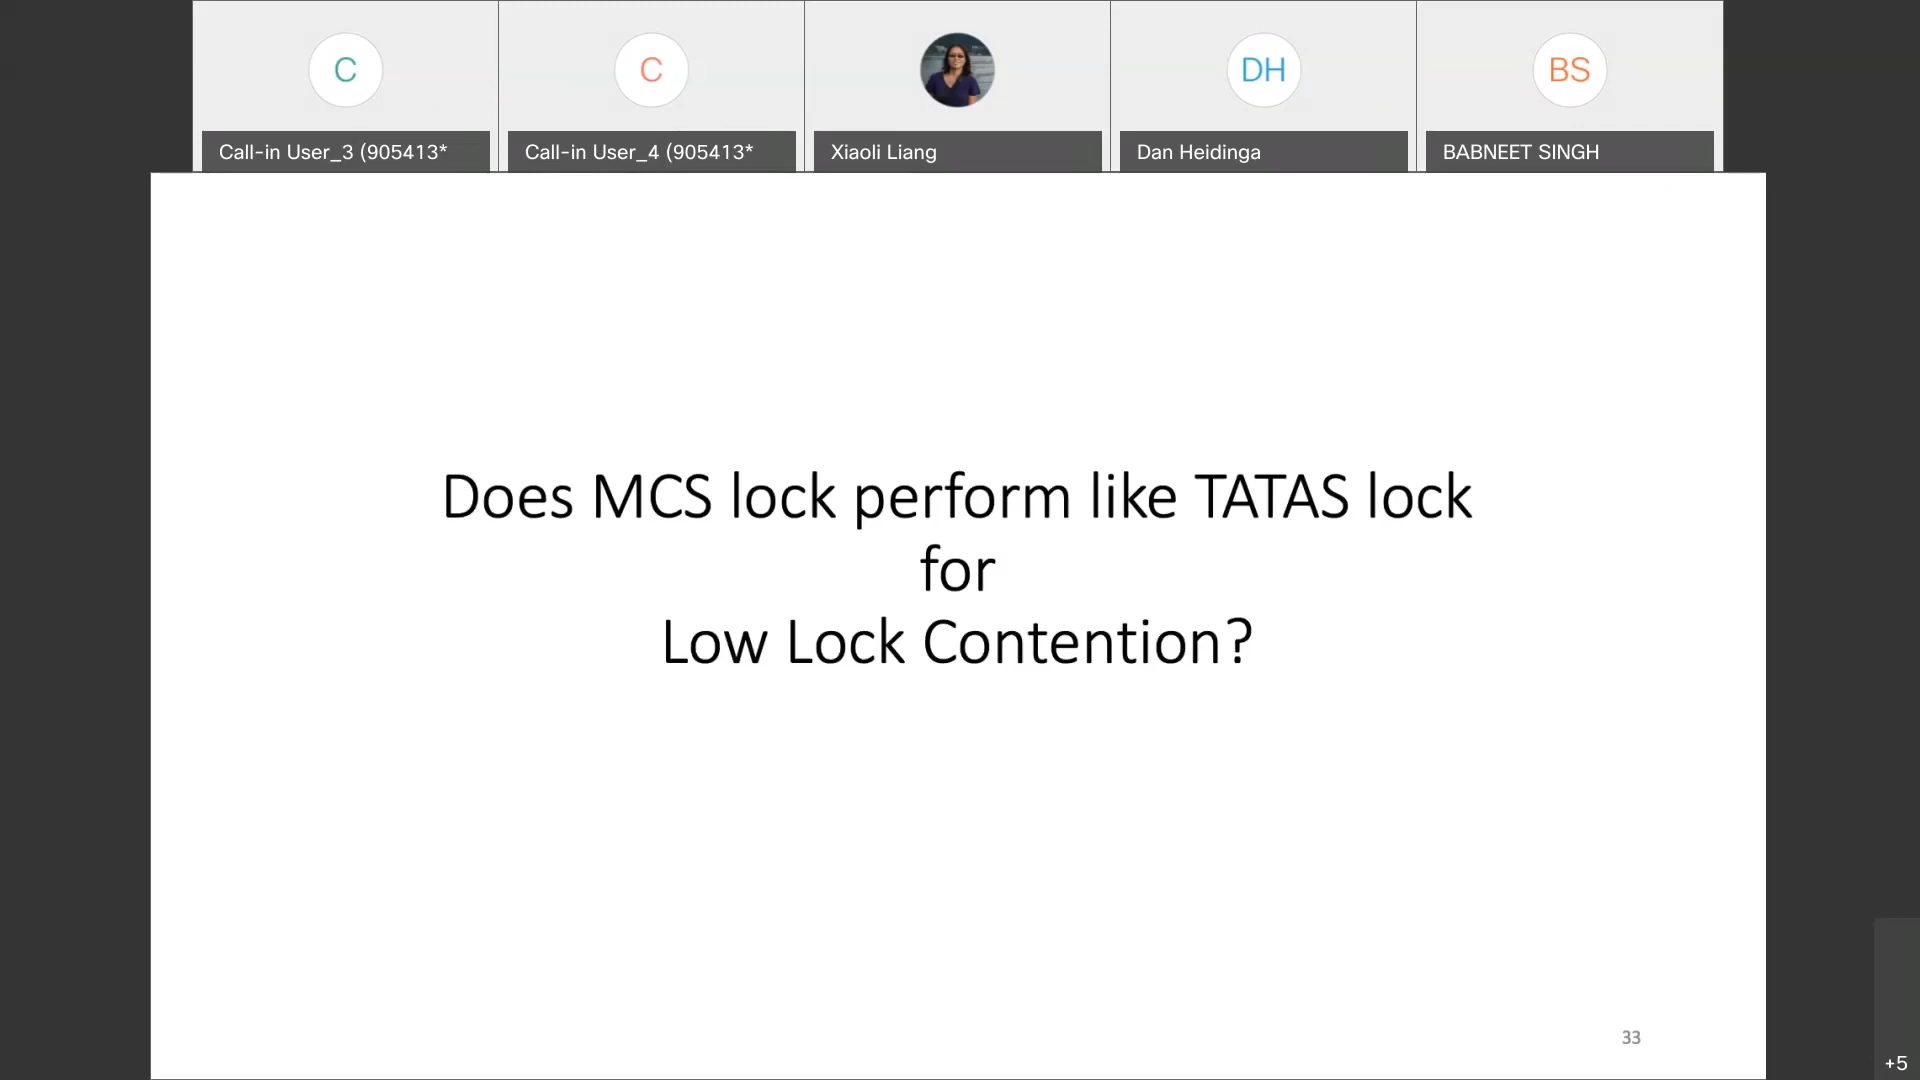 C
C
DH
BS
Call-in User_3 (905413*
Call-in User_4 (905413*
Xiaoli Liang
Dan Heidinga
BABNEET SINGH
Does MCS lock perform like TATAS lock
for
Low Lock Contention?
33
+5